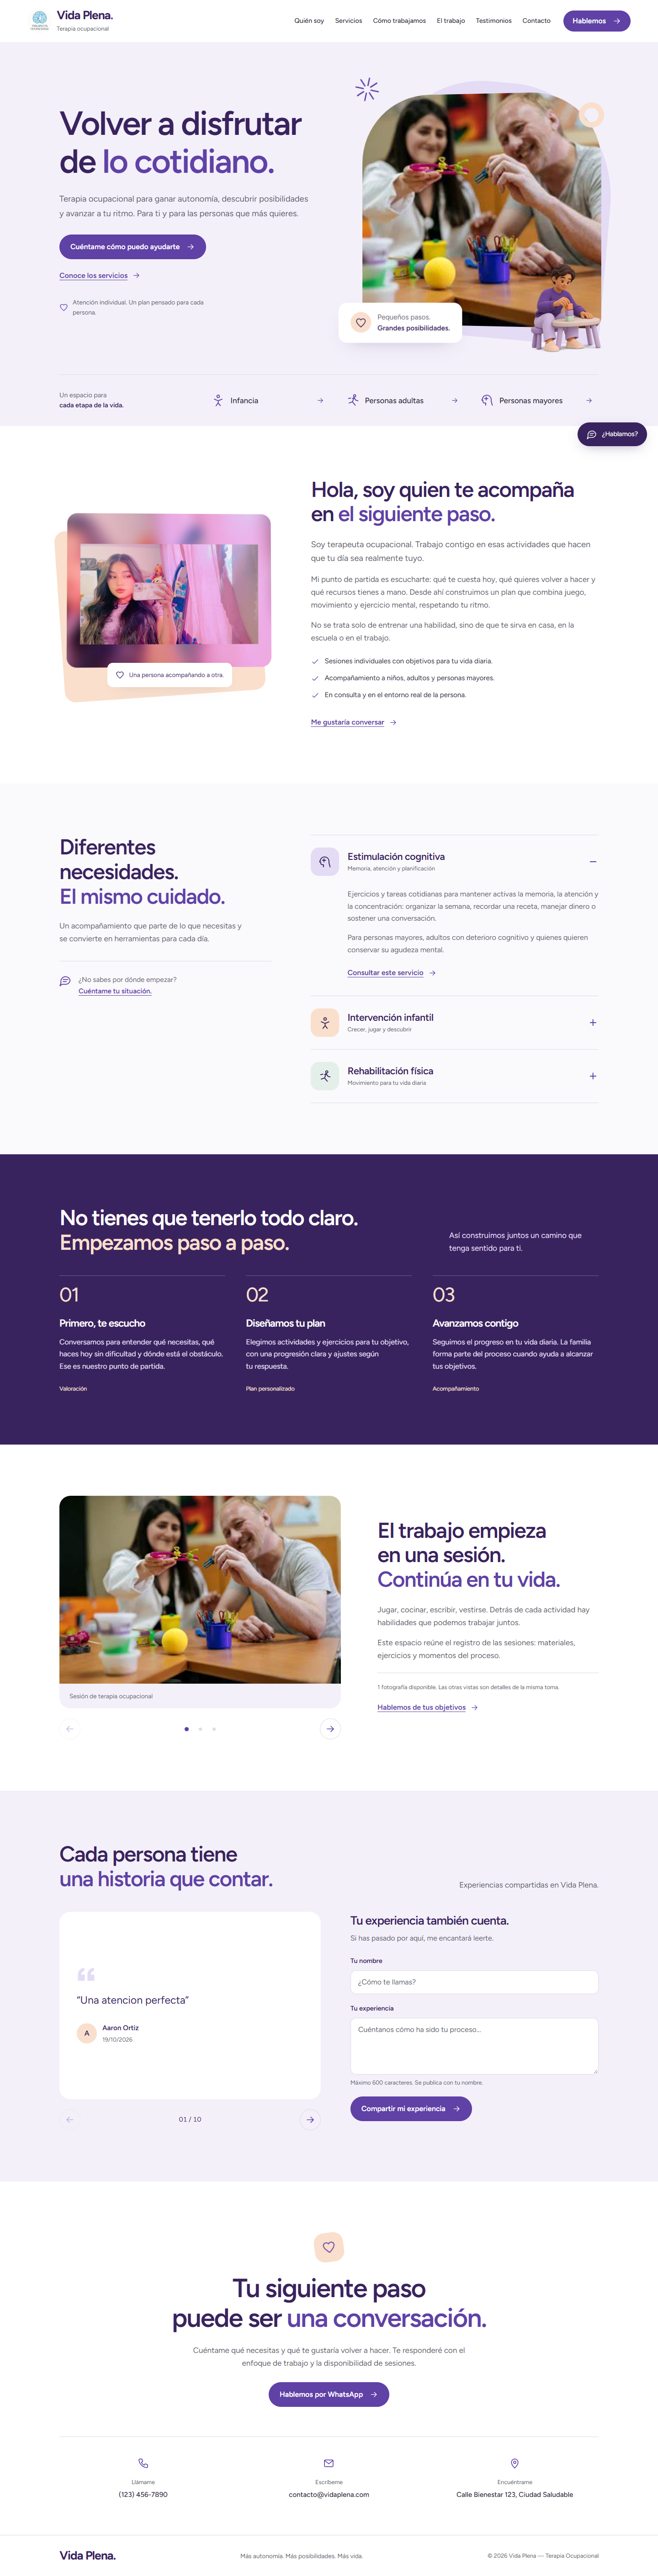 Vida Plena.
Terapia ocupacional
Quién soy
Servicios
Cómo trabajamos
El trabajo
Testimonios
Contacto
Hablemos
Volver a disfrutar
de lo cotidiano.
Terapia ocupacional para ganar autonomía, descubrir posibilidades
y avanzar a tu ritmo. Para ti y para las personas que más quieres.
Cuéntame cómo puedo ayudarte
Conoce los servicios
Atención individual. Un plan pensado para cada
persona.
Pequeños pasos.
Grandes posibilidades.
Un espacio para
cada etapa de la vida.
Infancia
Personas adultas
Personas mayores
¿Hablamos?
Hola, soy quien te acompaña
en el siguiente paso.
Soy terapeuta ocupacional. Trabajo contigo en esas actividades que hacen
que tu día sea realmente tuyo.
Mi punto de partida es escucharte: qué te cuesta hoy, qué quieres volver a hacer y
qué recursos tienes a mano. Desde ahí construimos un plan que combina juego,
movimiento y ejercicio mental, respetando tu ritmo.
No se trata solo de entrenar una habilidad, sino de que te sirva en casa, en la
escuela o en el trabajo.
Sesiones individuales con objetivos para tu vida diaria.
Acompañamiento a niños, adultos y personas mayores.
En consulta y en el entorno real de la persona.
Me gustaría conversar
Una persona acompañando a otra.
Diferentes
necesidades.
El mismo cuidado.
Un acompañamiento que parte de lo que necesitas y
se convierte en herramientas para cada día.
¿No sabes por dónde empezar?
Cuéntame tu situación.
Estimulación cognitiva
Memoria, atención y planificación
Ejercicios y tareas cotidianas para mantener activas la memoria, la atención y
la concentración: organizar la semana, recordar una receta, manejar dinero o
sostener una conversación.
Para personas mayores, adultos con deterioro cognitivo y quienes quieren
conservar su agudeza mental.
Consultar este servicio
Intervención infantil
Crecer, jugar y descubrir
Rehabilitación física
Movimiento para tu vida diaria
No tienes que tenerlo todo claro.
Empezamos paso a paso.
Así construimos juntos un camino que
tenga sentido para ti.
01
Primero, te escucho
Conversamos para entender qué necesitas, qué
haces hoy sin dificultad y dónde está el obstáculo.
Ese es nuestro punto de partida.
Valoración
02
Diseñamos tu plan
Elegimos actividades y ejercicios para tu objetivo,
con una progresión clara y ajustes según
tu respuesta.
Plan personalizado
03
Avanzamos contigo
Seguimos el progreso en tu vida diaria. La familia
forma parte del proceso cuando ayuda a alcanzar
tus objetivos.
Acompañamiento
Sesión de terapia ocupacional
El trabajo empieza
en una sesión.
Continúa en tu vida.
Jugar, cocinar, escribir, vestirse. Detrás de cada actividad hay
habilidades que podemos trabajar juntos.
Este espacio reúne el registro de las sesiones: materiales,
ejercicios y momentos del proceso.
1 fotografía disponible. Las otras vistas son detalles de la misma toma.
Hablemos de tus objetivos
Cada persona tiene
una historia que contar.
Experiencias compartidas en Vida Plena.
“Una atencion perfecta”
A
Aaron Ortiz
19/10/2026
01 / 10
Tu experiencia también cuenta.
Si has pasado por aquí, me encantará leerte.
Tu nombre
¿Cómo te llamas?
Tu experiencia
Cuéntanos cómo ha sido tu proceso...
Máximo 600 caracteres. Se publica con tu nombre.
Compartir mi experiencia
Tu siguiente paso
puede ser una conversación.
Cuéntame qué necesitas y qué te gustaría volver a hacer. Te responderé con el
enfoque de trabajo y la disponibilidad de sesiones.
Hablemos por WhatsApp
Llámame
(123) 456-7890
Escríbeme
contacto@vidaplena.com
Encuéntrame
Calle Bienestar 123, Ciudad Saludable
Vida Plena.
Más autonomía. Más posibilidades. Más vida.
© 2026 Vida Plena — Terapia Ocupacional